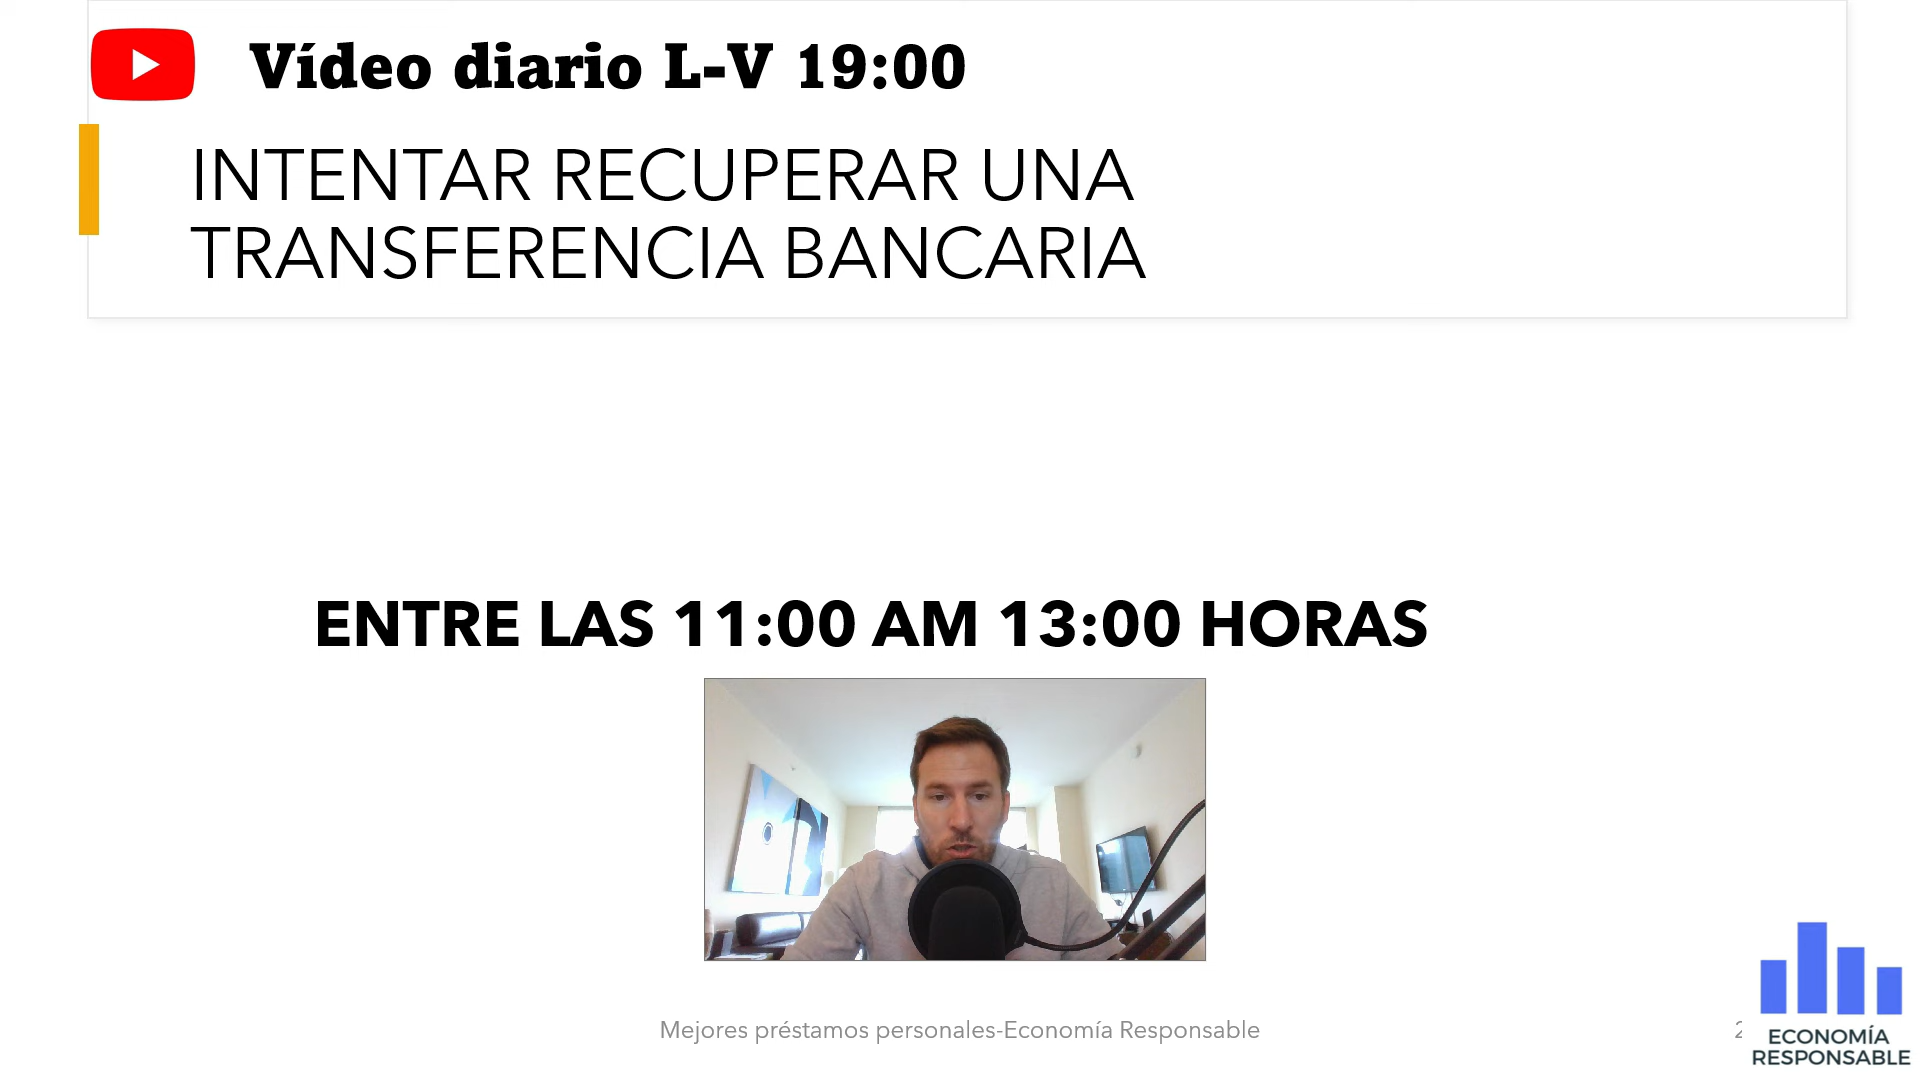 Vídeo diario L-V 19:00
INTENTAR RECUPERAR UNA
TRANSFERENCIA BANCARIA
ENTRE LAS 11:00 AM 13:00 HORAS
Mejores préstamos personales-Economía Responsable
ECONOMÍA
RESPONSABLE